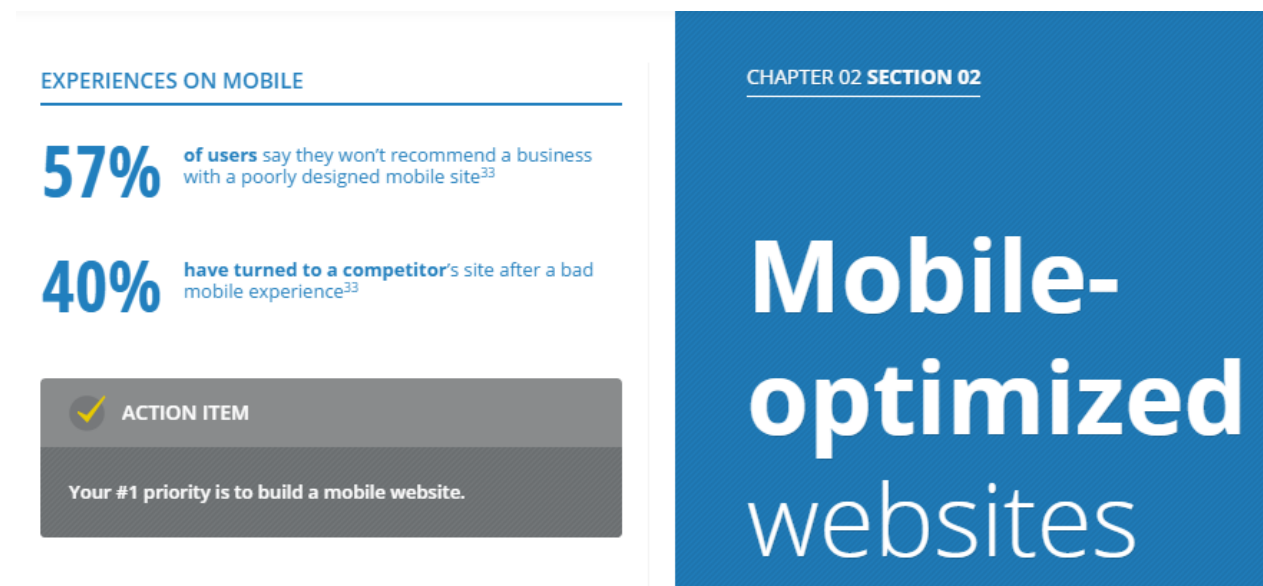 EXPERIENCES ON MOBILE
57%
of users say they won't recommend a business
with a poorly designed mobile site33
40%
have turned to a competitor's site after a bad
mobile experience33
ACTION ITEM
Your #1 priority is to build a mobile website.
CHAPTER 02 SECTION 02
Mobile-
optimized
websites